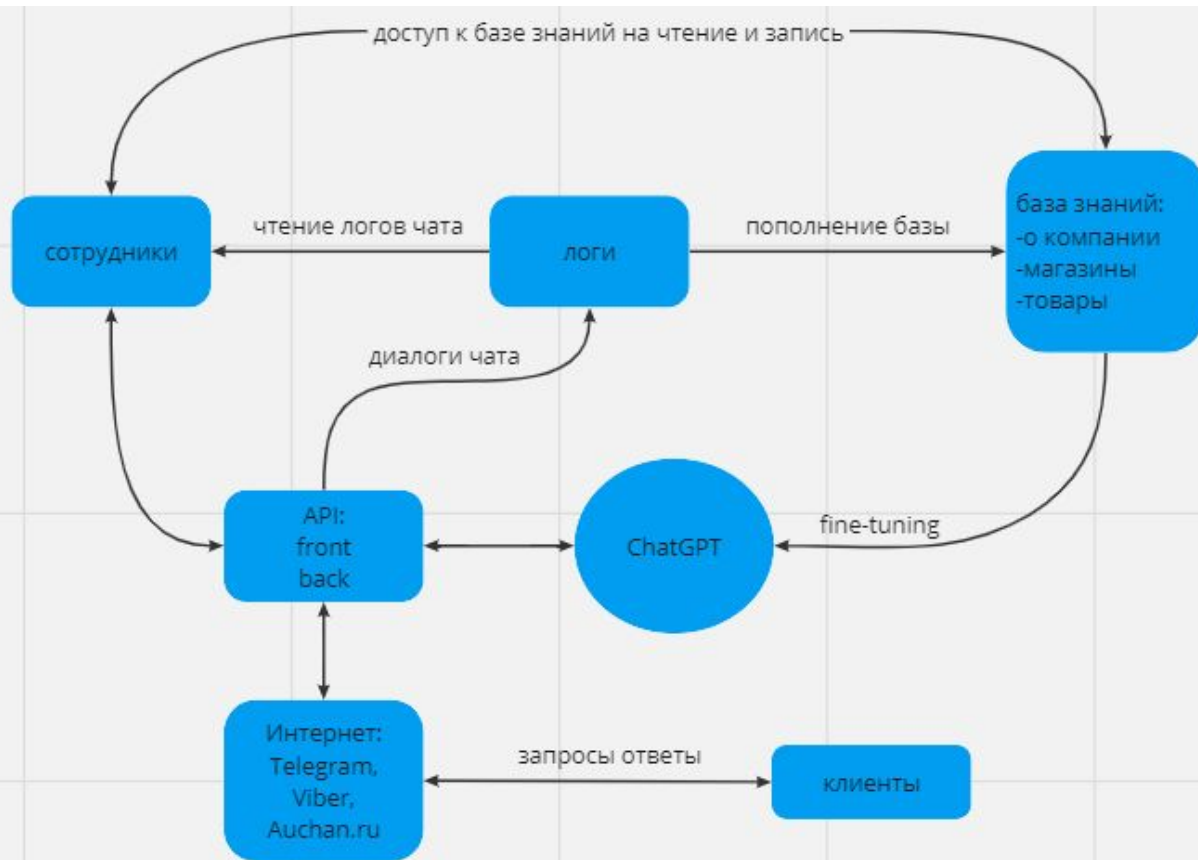 доступ к базе знаний на чтение и запись
сотрудники
чтение логов чата
логи
пополнение базы
база знаний:
-о компании
-магазины
-товары
диалоги чата
API:
front
back
ChatGPT
fine-tuning
Интернет:
Telegram,
Viber,
Auchan.ru
запросы ответы
клиенты